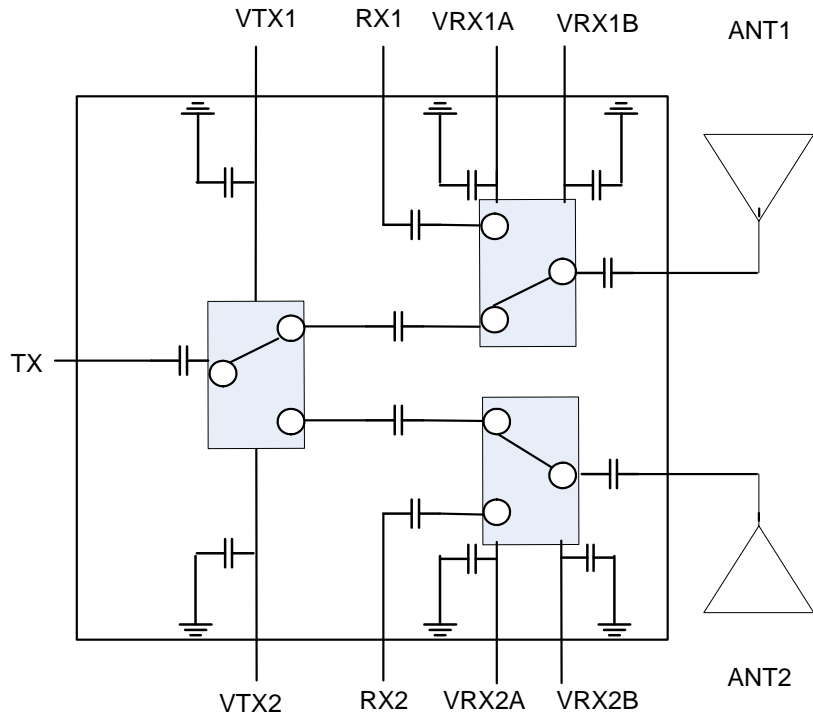 VTX1
RX1
VRX1A
VRX1B
ANT1
TX
VTX2
RX2
VRX2A
VRX2B
ANT2